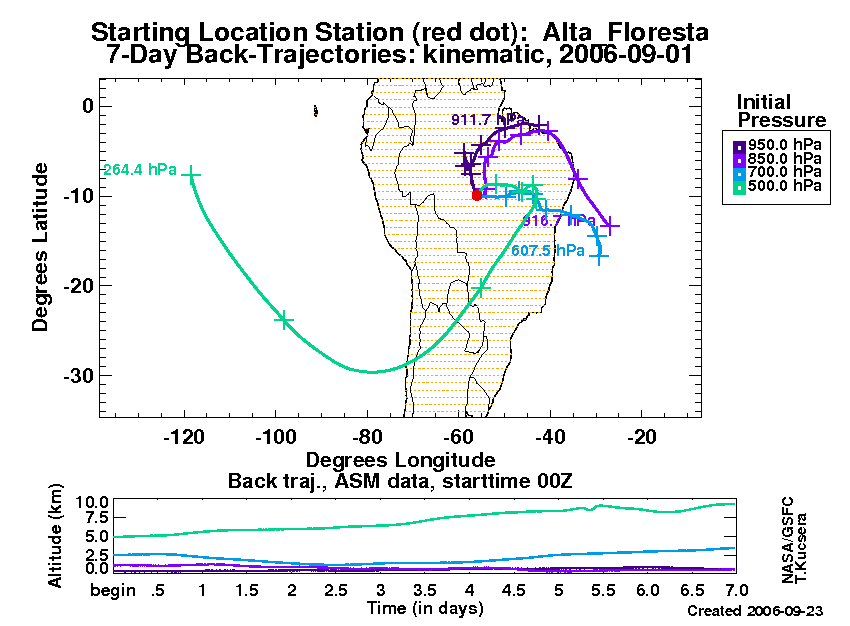 Starting Location Station (red dot): Alta_Floresta
7-Day Back-Trajectories: kinematic, 2006-09-01
Degrees Latitude
0
-10
-20
-30
264.4 hPa
911.7 hPa
916.7 hPa
607.5 hPa
-120 -100 -80 -60 -40 -20
Degrees Longitude
Initial
Pressure
950.0 hPa
850.0 hPa
700.0 hPa
500.0 hPa
Back traj., ASM data, starttime 00Z
Altitude (km)
10.0
7.5
5.0
2.5
0.0
begin .5 1 1.5 2 2.5 3 3.5 4 4.5 5 5.5 6 6.5 7.0
Time (in days)
NASA/GSFC
T.Kucsera
Created 2006-09-23